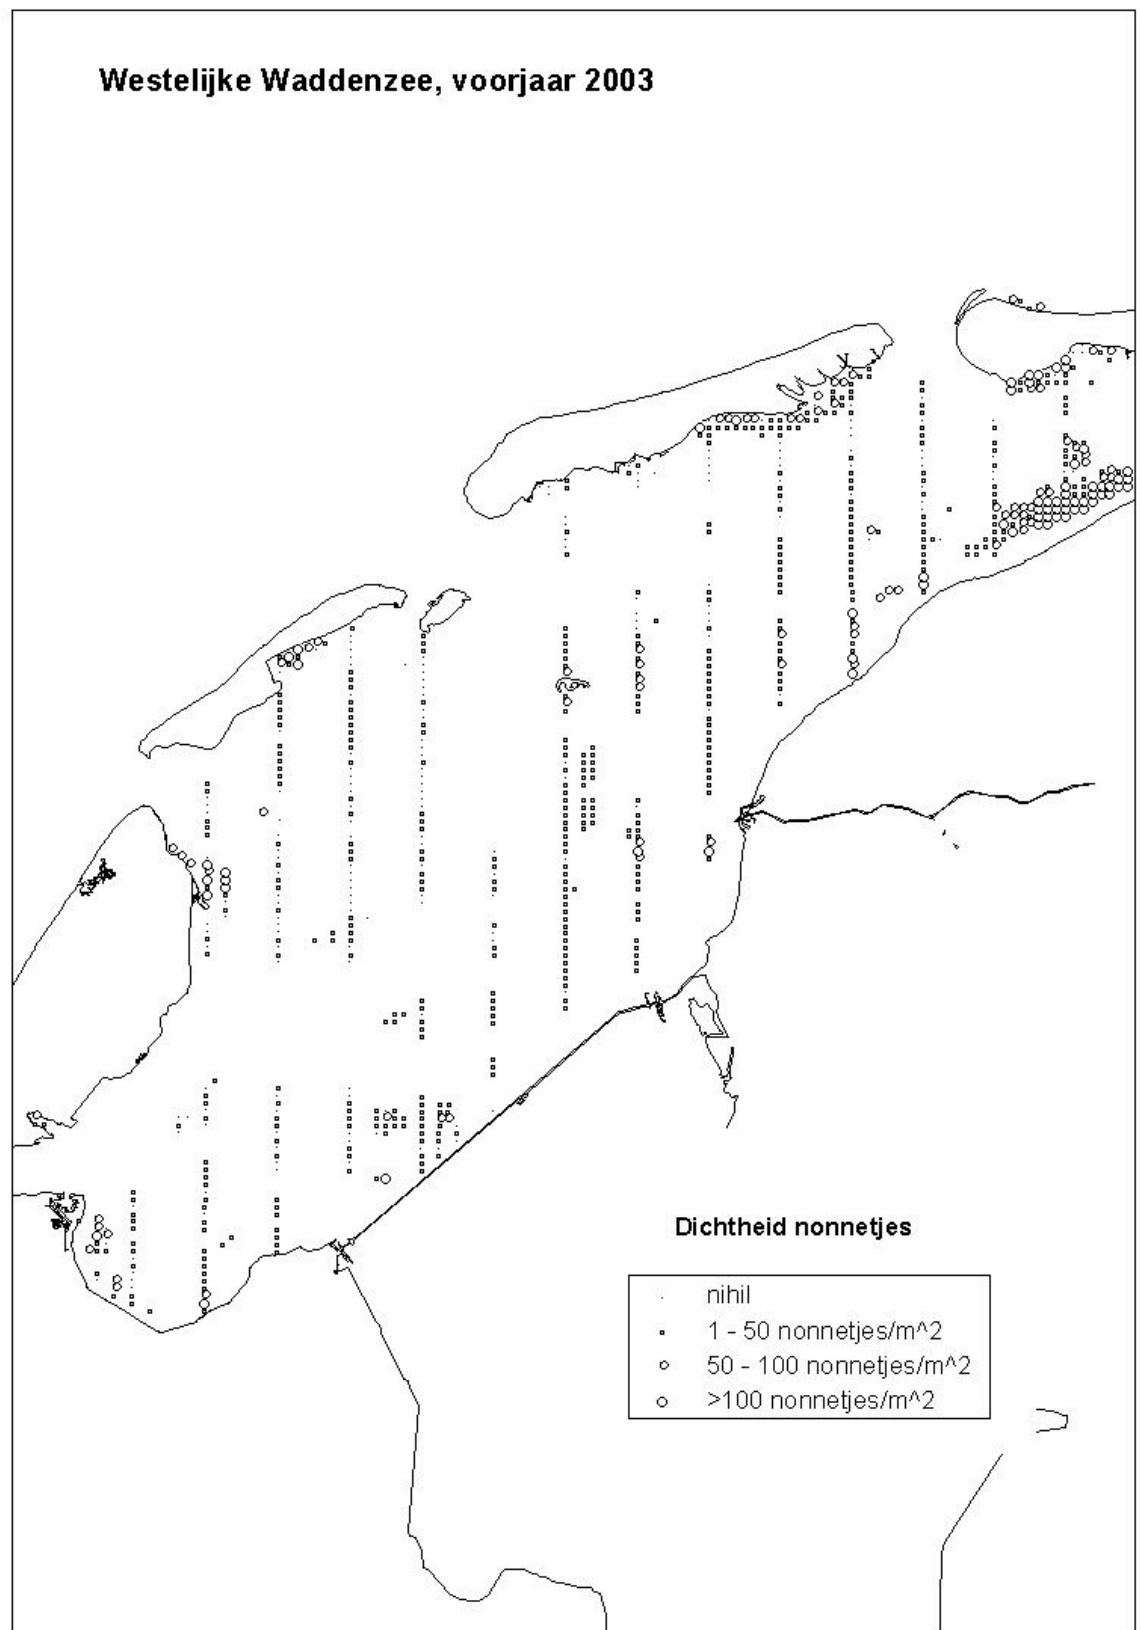 Westelijke Waddenzee, voorjaar 2003
Dichtheid nonnetjes
nihil
1 - 50 nonnetjes/m^2
50 - 100 nonnetjes/m^2
>100 nonnetjes/m^2